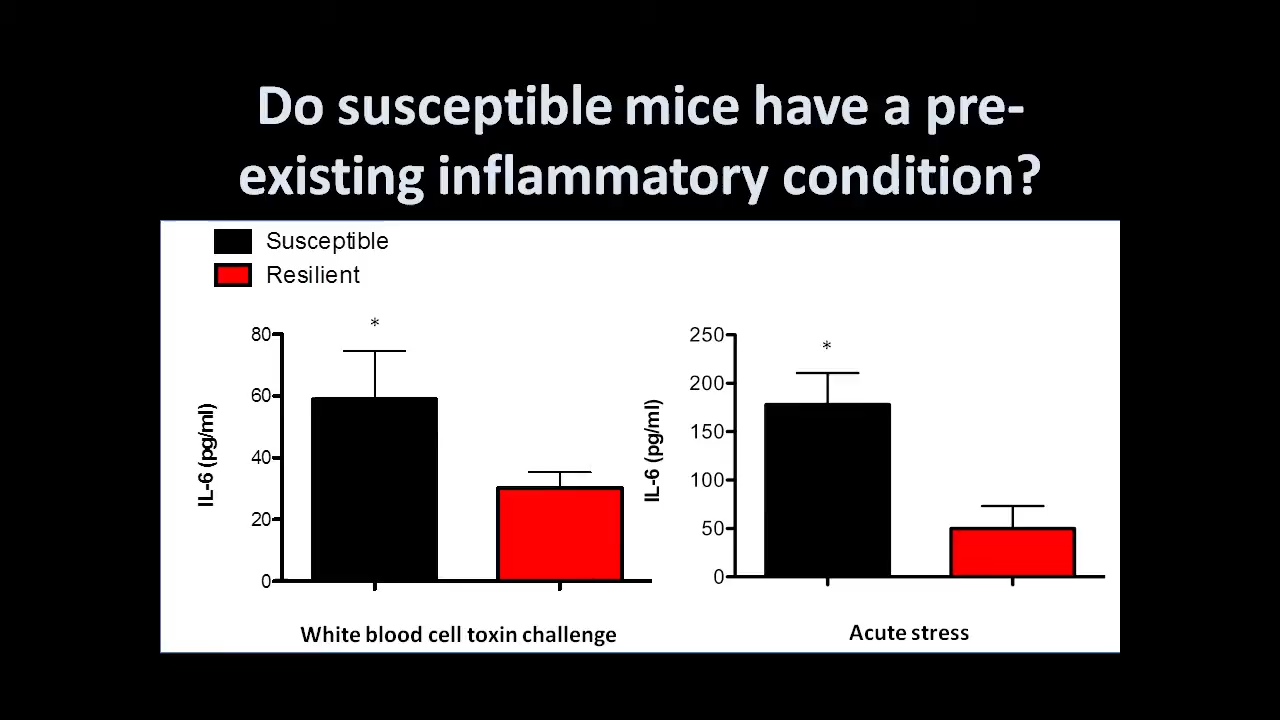 Do susceptible mice have a pre-
existing inflammatory condition?
Susceptible
Resilient
*
80
60
40
20
0
IL-6 (pg/ml)
White blood cell toxin challenge
*
250
200
150
100
50
0
IL-6 (pg/ml)
Acute stress